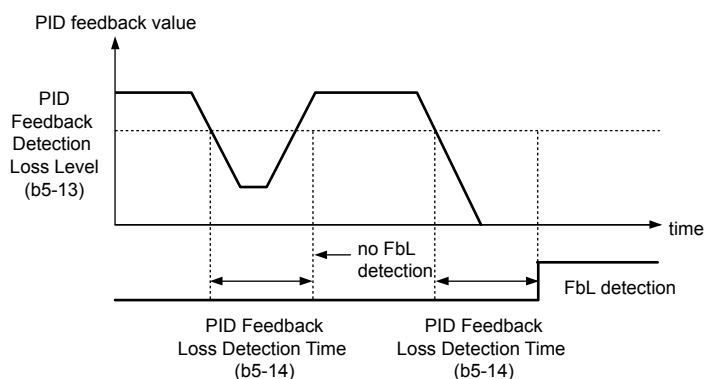 PID feedback value
PID
Feedback
Detection
Loss Level
(b5-13)
time
no FbL
detection
FbL detection
PID Feedback
Loss Detection Time
(b5-14)
PID Feedback
Loss Detection Time
(b5-14)